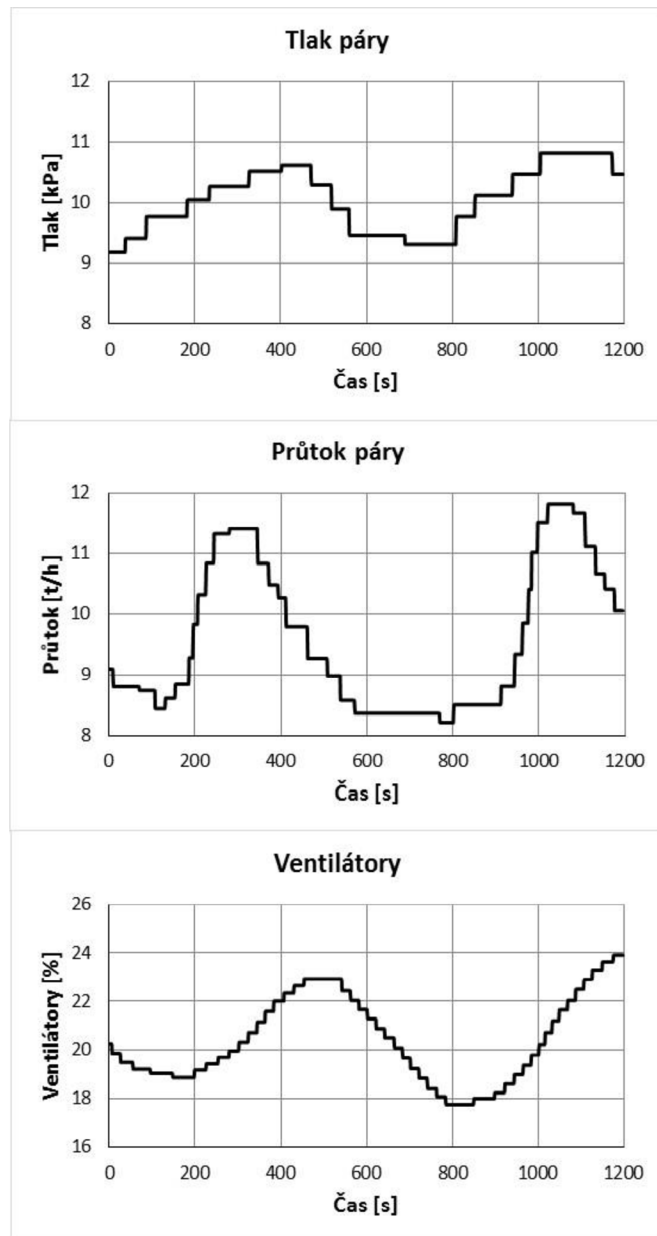 Tlak páry
12
11
10
9
8
Tlak [kPa]
0 200 400 600 800 1000 1200
Čas [s]
Průtok páry
12
11
10
9
8
Průtok [t/h]
0 200 400 600 800 1000 1200
Čas [s]
Ventilátory
26
24
22
20
18
16
Ventilátory [%]
0 200 400 600 800 1000 1200
Čas [s]